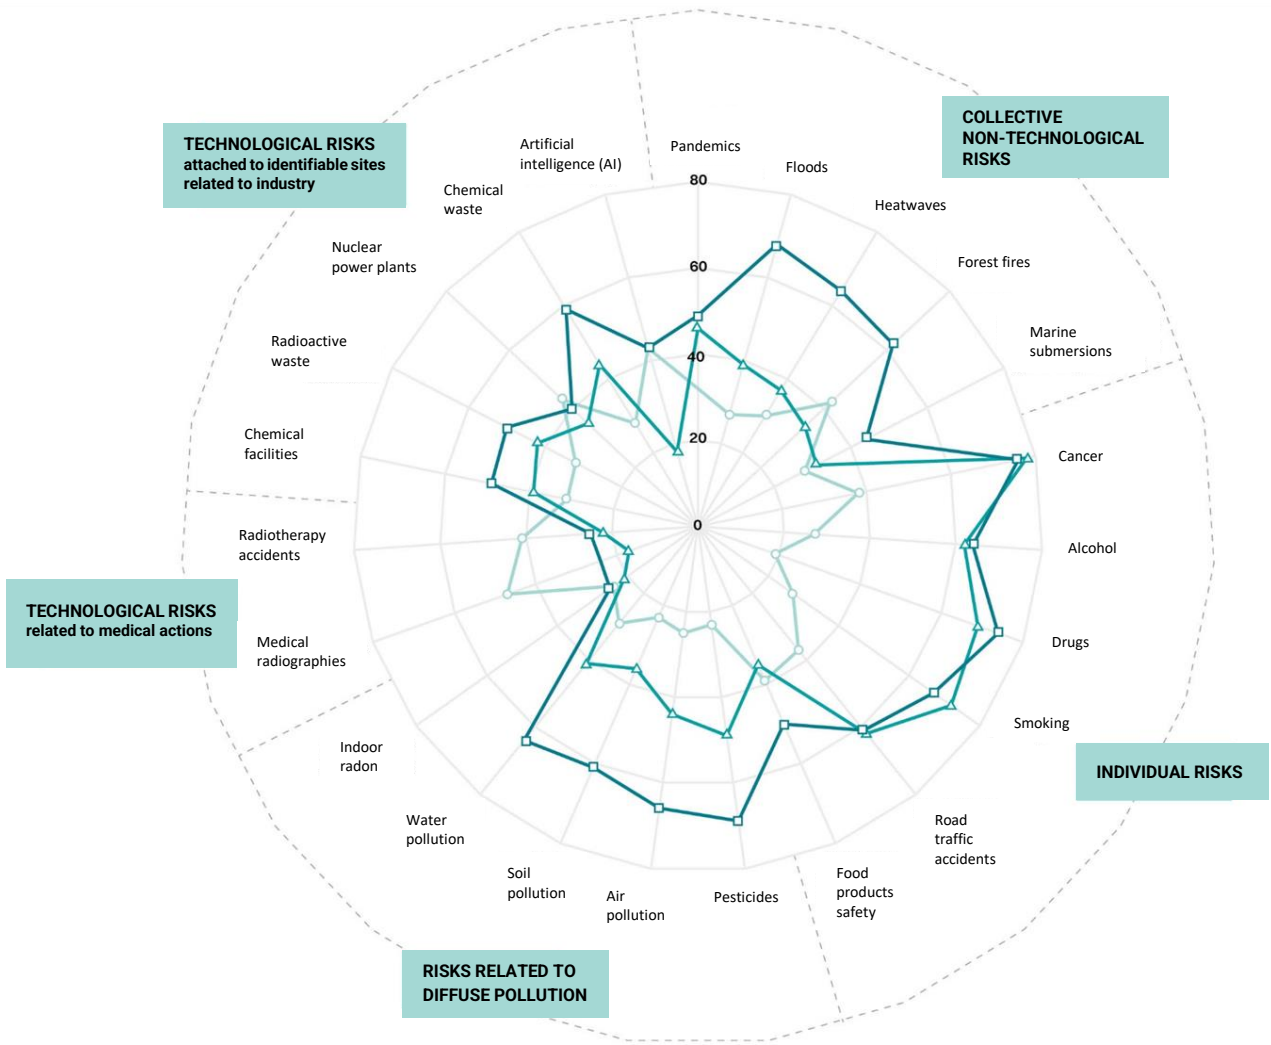 TECHNOLOGICAL RISKS
attached to identifiable sites
related to industry
COLLECTIVE
NON-TECHNOLOGICAL
RISKS
Artificial
intelligence (AI)
Pandemics
Floods
Heatwaves
Forest fires
Marine
submersions
Chemical
waste
Nuclear
power plants
Radioactive
waste
Chemical
facilities
80
60
40
20
0
Cancer
Alcohol
Drugs
Smoking
Road
traffic
accidents
Food
products
safety
INDIVIDUAL RISKS
Radiotherapy
accidents
TECHNOLOGICAL RISKS
related to medical actions
Medical
radiographies
Indoor
radon
Water
pollution
Soil
pollution
Air
pollution
Pesticides
RISKS RELATED TO
DIFFUSE POLLUTION